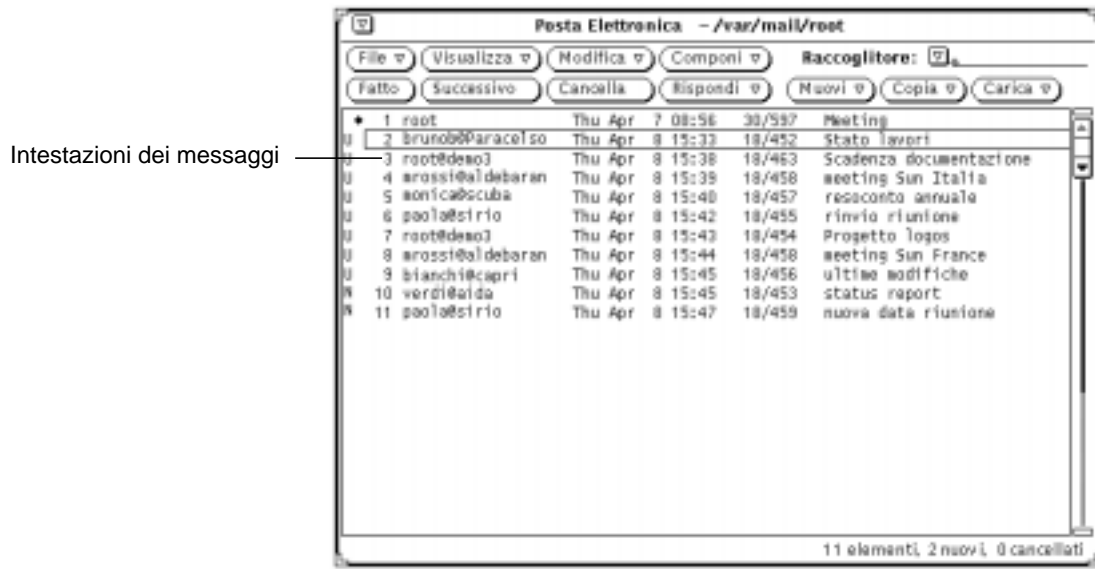 Posta Elettronica - /var/mail/root
File Visualizza Modifica Componi Raccoglitore:
Fatto Successivo Cancella Rispondi Muovi Copia Carica
1 root Thu Apr 7 08:56 30/597 Meeting
U 2 brunob@Paracelso Thu Apr 8 15:33 18/452 Stato lavori
Intestazioni dei messaggi
U 3 root@demo3 Thu Apr 8 15:38 18/463 Scadenza documentazione
U 4 mrossi@aldebaran Thu Apr 8 15:39 18/458 meeting Sun Italia
U 5 monica@scuba Thu Apr 8 15:40 18/457 resoconto annuale
U 6 paola@sirio Thu Apr 8 15:42 18/455 rinvio riunione
U 7 root@demo3 Thu Apr 8 15:43 18/454 Progetto logos
U 8 mrossi@aldebaran Thu Apr 8 15:44 18/458 meeting Sun France
U 9 bianchi@capri Thu Apr 8 15:45 18/456 ultime modifiche
N 10 verdi@aida Thu Apr 8 15:45 18/453 status report
N 11 paola@sirio Thu Apr 8 15:47 18/459 nuova data riunione
11 elementi, 2 nuovi, 0 cancellati